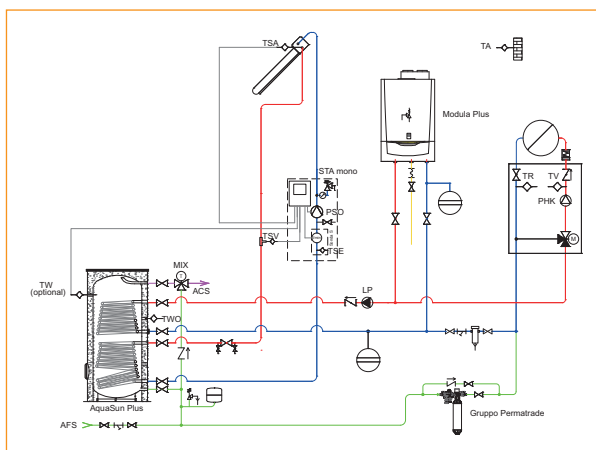 TSA
TA
Modula Plus
STA mono
TR
TV
PSO
PHK
M
TSV
TSE
MIX
T
TW
(optional)
ACS
LP
TWO
AquaSun Plus
AFS
Gruppo Permatrade